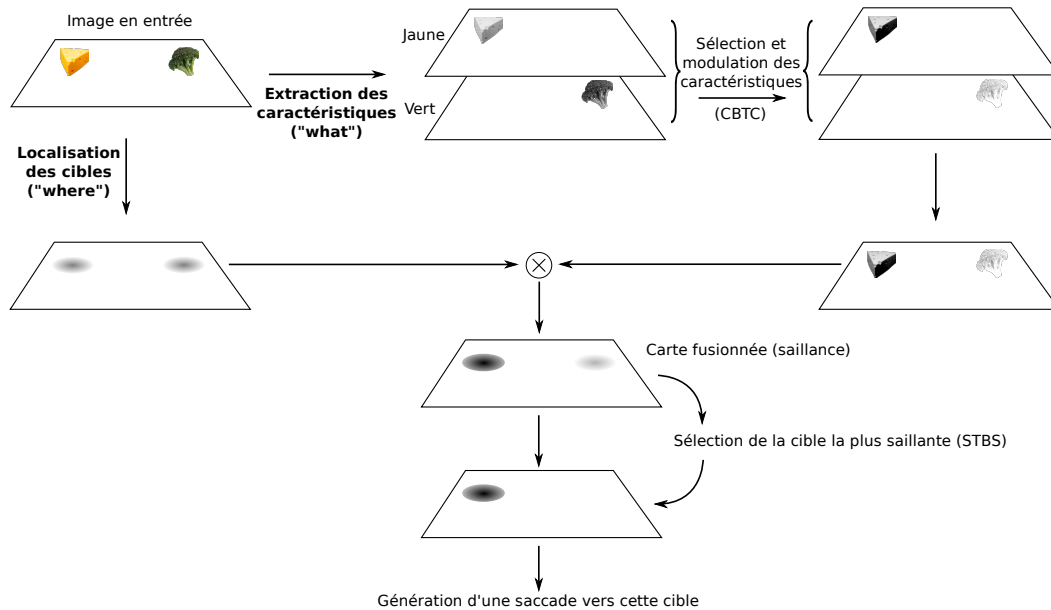 Image en entrée
Extraction des
caractéristiques
("what")
Jaune
Vert
Sélection et
modulation des
caractéristiques
(CBTC)
Localisation
des cibles
("where")
Carte fusionnée (saillance)
Sélection de la cible la plus saillante (STBS)
Génération d'une saccade vers cette cible